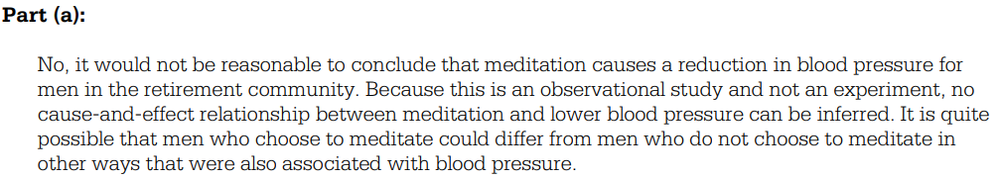 Part (a):
No, it would not be reasonable to conclude that meditation causes a reduction in blood pressure for
men in the retirement community. Because this is an observational study and not an experiment, no
cause-and-effect relationship between meditation and lower blood pressure can be inferred. It is quite
possible that men who choose to meditate could differ from men who do not choose to meditate in
other ways that were also associated with blood pressure.